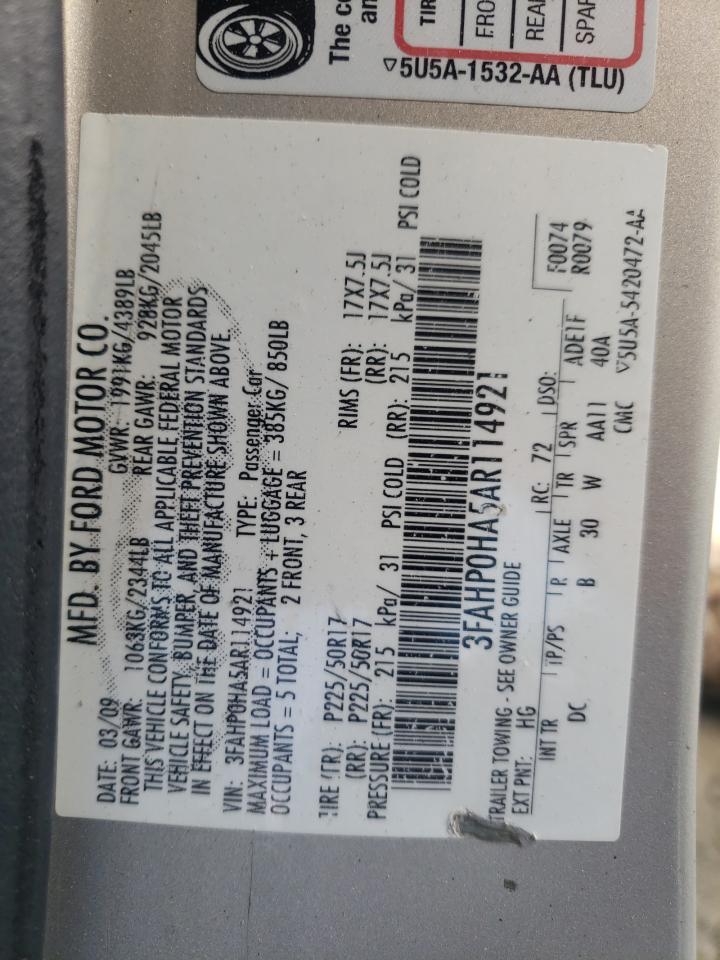 MFD. BY FORD MOTOR CO.
DATE: 03/09 GVWR: 1991KG/4389LB
FRONT GAWR: 1063KG/2344LB REAR GAWR: 928KG/2045LB
THIS VEHICLE CONFORMS TO ALL APPLICABLE FEDERAL MOTOR
VEHICLE SAFETY, BUMPER, AND THEFT PREVENTION STANDARDS
IN EFFECT ON THE DATE OF MANUFACTURE SHOWN ABOVE.
VIN: 3FAHP0HA5AR114921 TYPE: Passenger Car
MAXIMUM LOAD = OCCUPANTS + LUGGAGE = 385KG/ 850LB
OCCUPANTS = 5 TOTAL; 2 FRONT, 3 REAR
TIRE (FR): P225/50R17 RIMS (FR): 17X7.5J
(RR): P225/50R17 (RR): 17X7.5J
PRESSURE (FR): 215 kPa/ 31 PSI COLD (RR): 215 kPa/ 31 PSI COLD
3FAHP0HA5AR114921
TRAILER TOWING - SEE OWNER GUIDE
EXT PNT: HG RC: 72 DSO: F0074
R0079
INT TR TP/PS R AXLE TR SPR ADE1F
DC B 30 W AA11 40A
CMC ▽5U5A-5420472-AA
The co
an
TIR
FRO
REA
SPAR
▽5U5A-1532-AA (TLU)